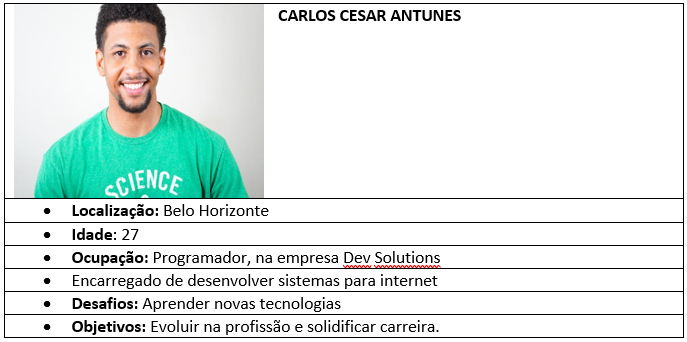 CARLOS CESAR ANTUNES
SCIENCE
Localização: Belo Horizonte
Idade: 27
Ocupação: Programador, na empresa Dev Solutions
Encarregado de desenvolver sistemas para internet
Desafios: Aprender novas tecnologias
Objetivos: Evoluir na profissão e solidificar carreira.